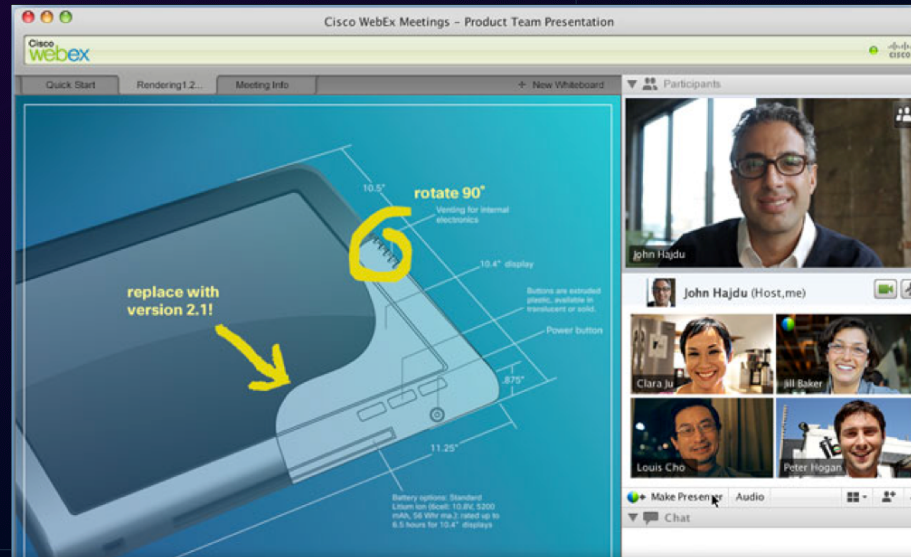 Cisco WebEx Meetings – Product Team Presentation
Cisco
webex
CISCO
Quick Start
Rendering1.2...
Meeting Info
+ New Whiteboard
Participants
10.5"
rotate 90°
Venting for internal
electronics
10.4" display
replace with
version 2.1!
Buttons are extruded
plastic, available in
translucent or solid.
Power button
.875"
11.25"
Battery options: Standard
Litium Ion (6cell: 10.8V, 5200
mAh, 56 Whr ma.): rated up to
6.5 hours for 10.4" displays
John Hajdu
John Hajdu (Host,me)
Clara Ju
Jill Baker
Louis Cho
Peter Hogan
Make Presenter
Audio
Chat